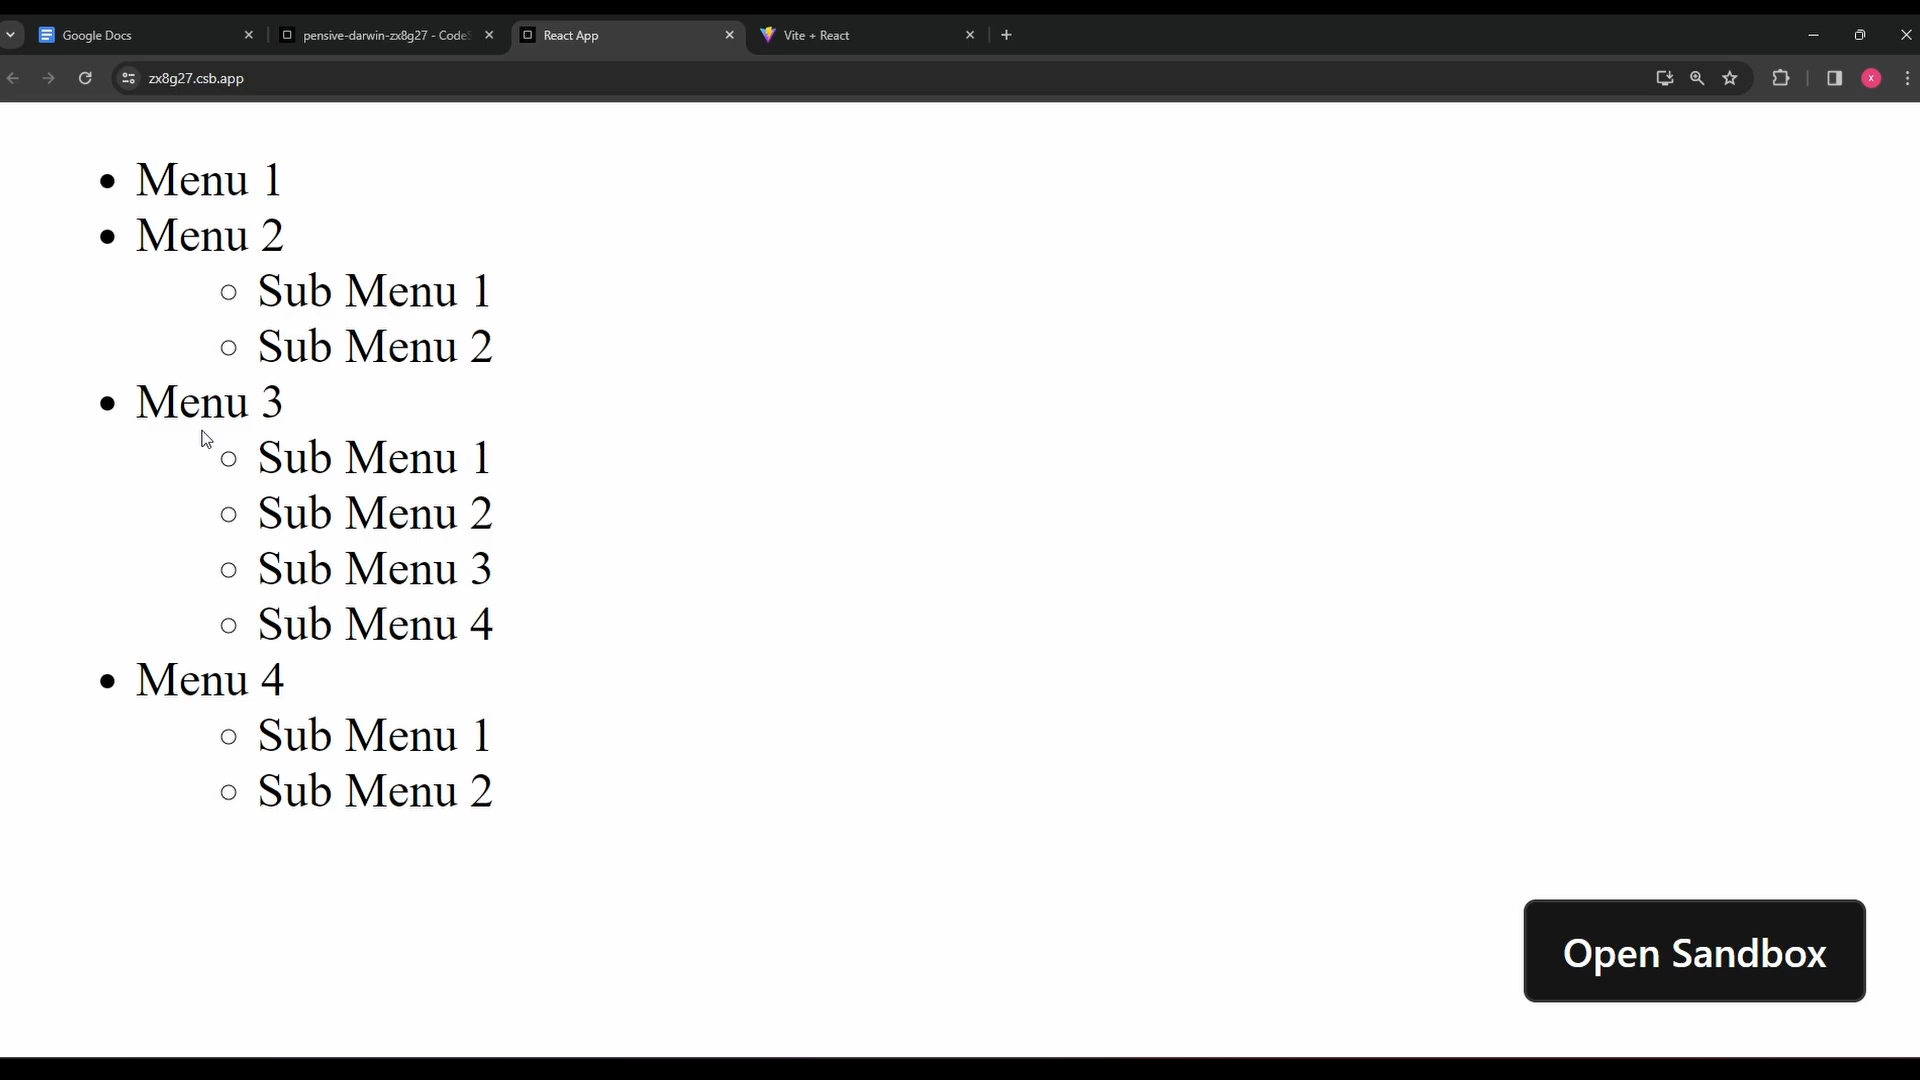 Google Docs
pensive-darwin-zx8g27 - CodeS
React App
Vite + React
zx8g27.csb.app
x
Menu 1
Menu 2
Sub Menu 1
Sub Menu 2
Menu 3
Sub Menu 1
Sub Menu 2
Sub Menu 3
Sub Menu 4
Menu 4
Sub Menu 1
Sub Menu 2
Open Sandbox